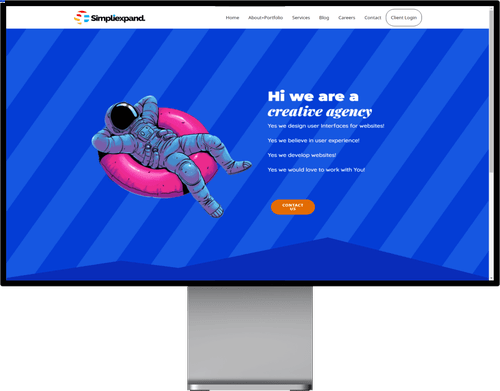 Simpliexpand.
Home About+Portfolio Services Blog Careers Contact Client Login
Hi we are a
creative agency
Yes we design user Interfaces for websites!
Yes we believe in user experience!
Yes we develop websites!
Yes we would love to work with You!
CONTACT
US